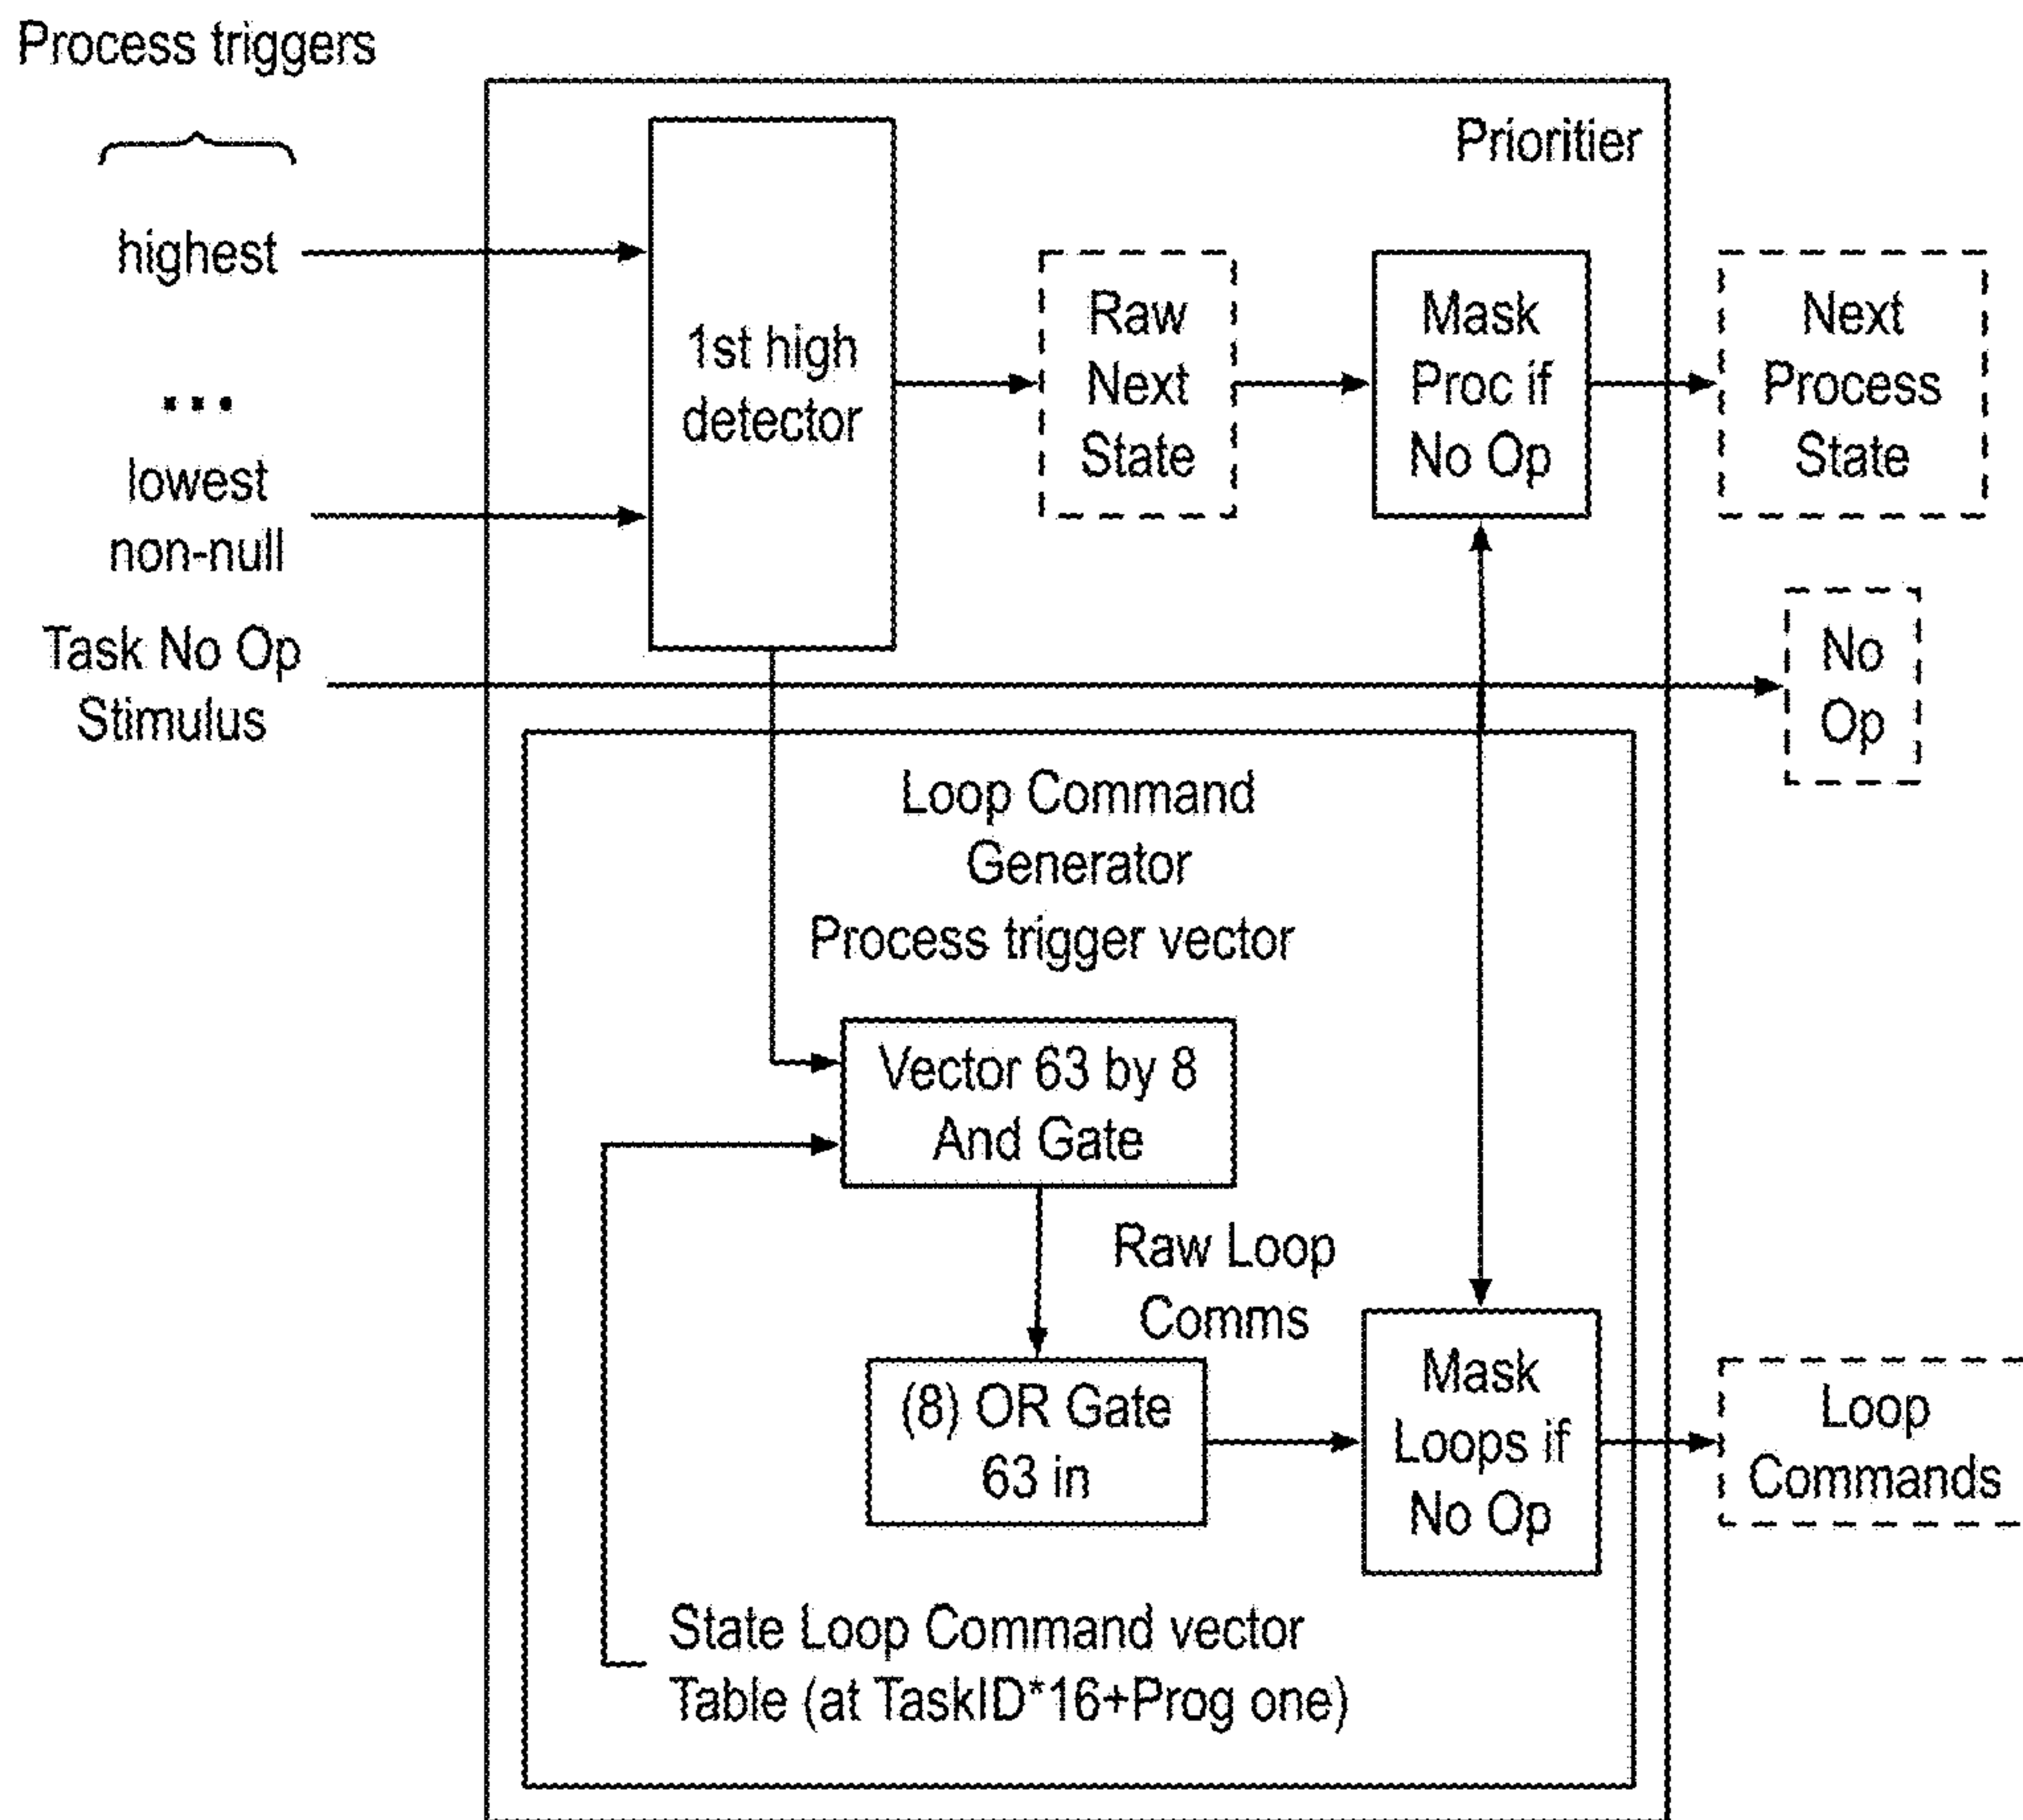 Process triggers
Prioritier
highest
...
lowest
non-null
Task No Op
Stimulus
1st high
detector
Raw
Next
State
Mask
Proc if
No Op
Next
Process
State
No
Op
Loop Command
Generator
Process trigger vector
Vector 63 by 8
And Gate
Raw Loop
Comms
(8) OR Gate
63 in
Mask
Loops if
No Op
Loop
Commands
State Loop Command vector
Table (at TaskID*16+Prog one)